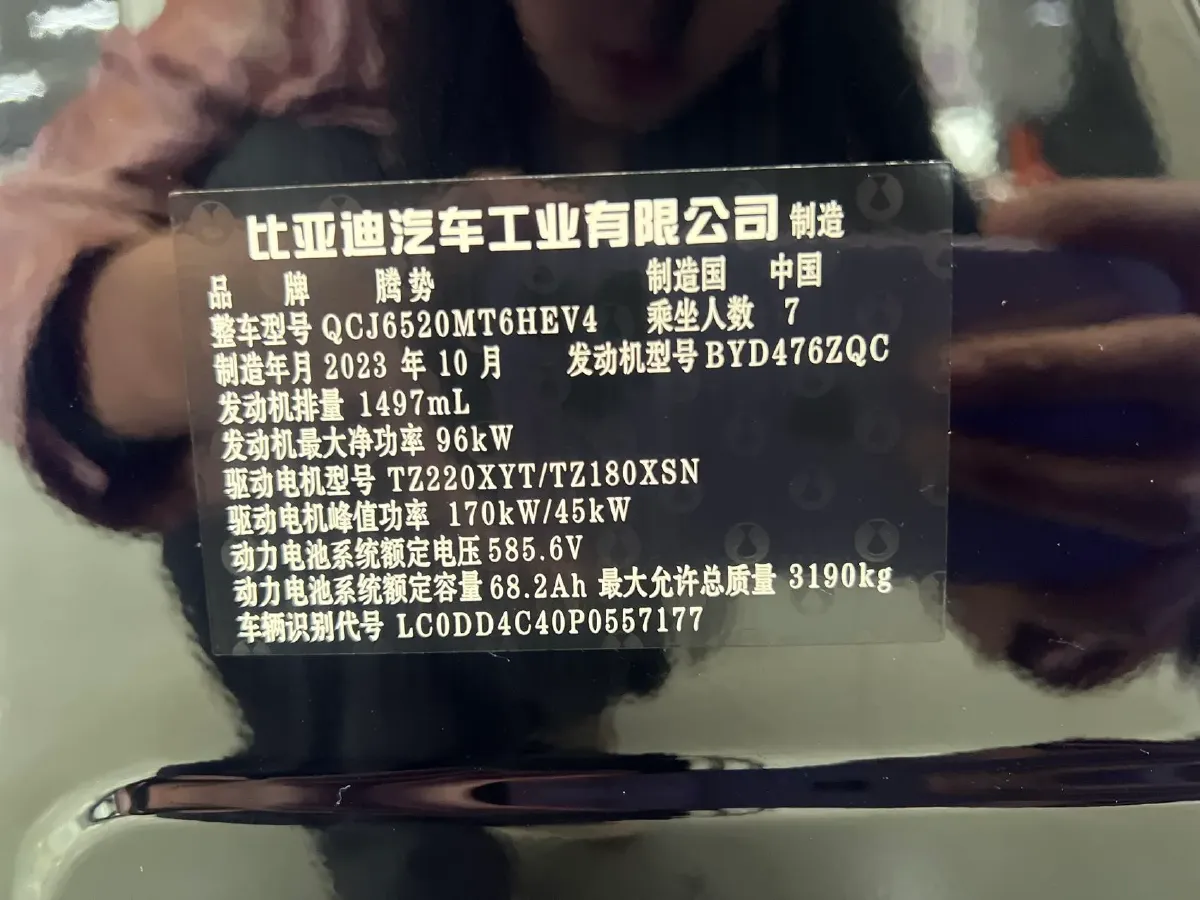 比亚迪汽车工业有限公司 制造
品 牌 腾势 制造国 中国
整车型号 QCJ6520MT6HEV4 乘坐人数 7
制造年月 2023 年 10 月 发动机型号 BYD476ZQC
发动机排量 1497mL
发动机最大净功率 96kW
驱动电机型号 TZ220XYT/TZ180XSN
驱动电机峰值功率 170kW/45kW
动力电池系统额定电压 585.6V
动力电池系统额定容量 68.2Ah 最大允许总质量 3190kg
车辆识别代号 LC0DD4C40P0557177